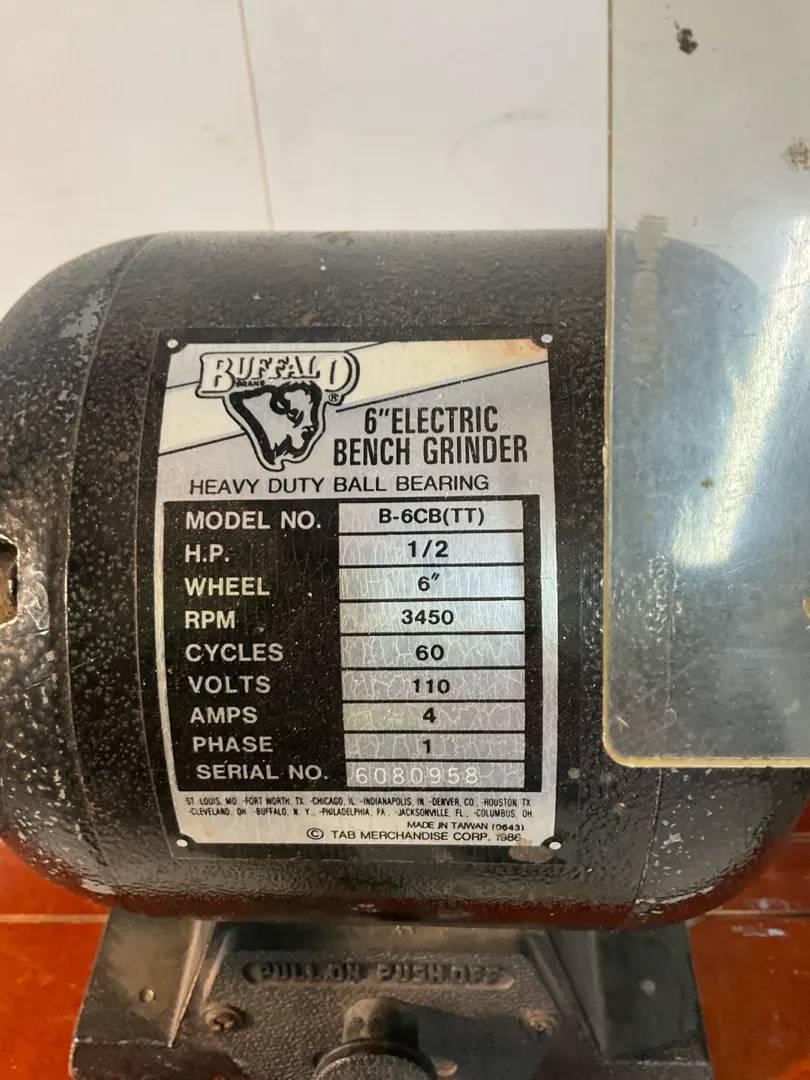 BUFFALO
BRAND
®
6" ELECTRIC
BENCH GRINDER
HEAVY DUTY BALL BEARING
MODEL NO. B-6CB(TT)
H.P. 1/2
WHEEL 6"
RPM 3450
CYCLES 60
VOLTS 110
AMPS 4
PHASE 1
SERIAL NO. 6080958
ST. LOUIS, MO. -FORT WORTH, TX. -CHICAGO, IL. -INDIANAPOLIS, IN. -DENVER, CO. -HOUSTON, TX.
-CLEVELAND, OH. -BUFFALO, N. Y. -PHILADELPHIA, PA. -JACKSONVILLE, FL. -COLUMBUS, OH.
MADE IN TAIWAN (0643)
© TAB MERCHANDISE CORP. 1986
PULL ON PUSH OFF